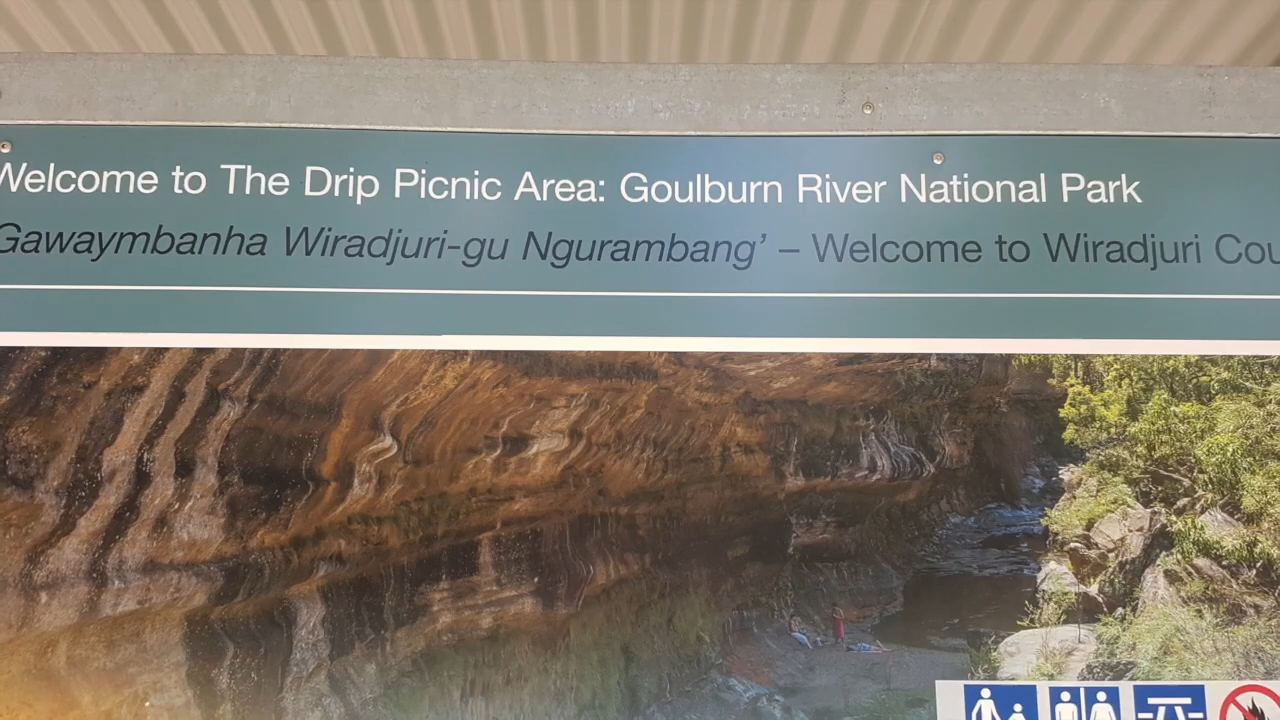 Welcome to The Drip Picnic Area: Goulburn River National Park
Gawaymbanha Wiradjuri-gu Ngurambang’ – Welcome to Wiradjuri